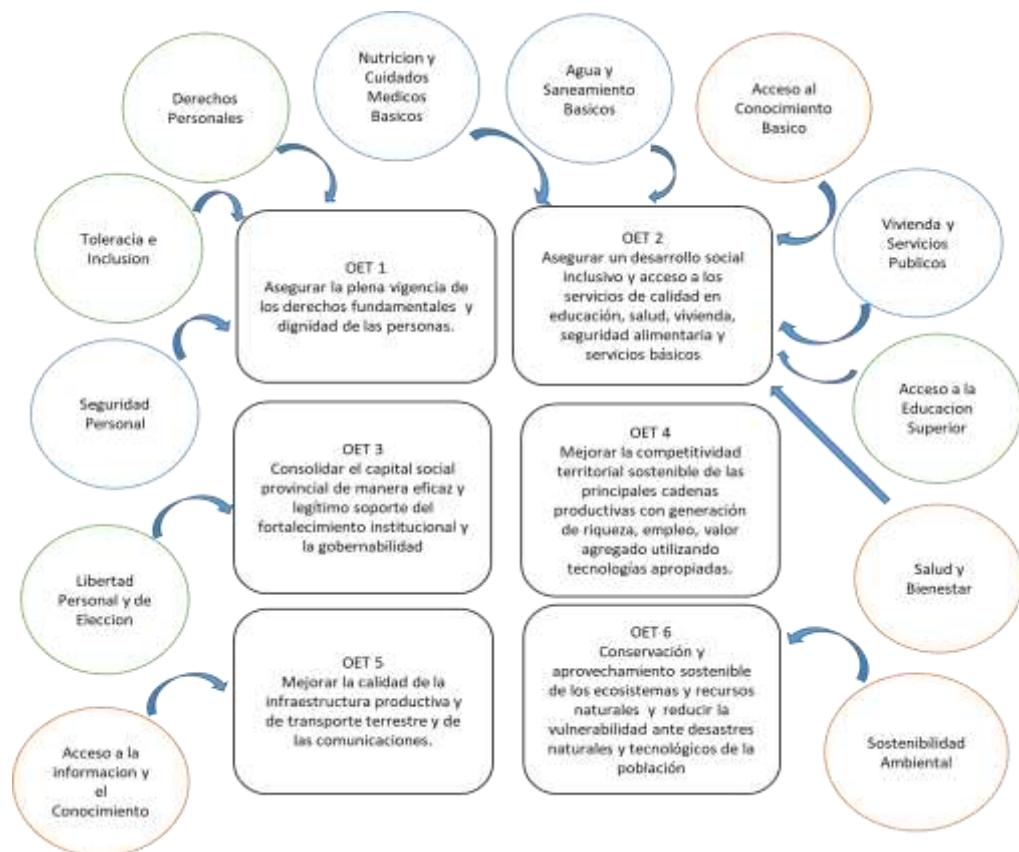 Nutricion y
Cuidados
Medicos
Basicos
Agua y
Saneamiento
Basicos
Derechos
Personales
Acceso al
Conocimiento
Basico
Toleracia e
Inclusion
Vivienda y
Servicios
Publicos
OET 1
Asegurar la plena vigencia de
los derechos fundamentales y
dignidad de las personas.
OET 2
Asegurar un desarrollo social
inclusivo y acceso a los
servicios de calidad en
educación, salud, vivienda,
seguridad alimentaria y
servicios básicos
Seguridad
Personal
Acceso a la
Educacion
Superior
OET 3
Consolidar el capital social
provincial de manera eficaz y
legítimo soporte del
fortalecimiento institucional y
la gobernabilidad
OET 4
Mejorar la competitividad
territorial sostenible de las
principales cadenas
productivas con generación
de riqueza, empleo, valor
agregado utilizando
tecnologías apropiadas.
Libertad
Personal y de
Eleccion
Salud y
Bienestar
OET 5
Mejorar la calidad de la
infraestructura productiva y
de transporte terrestre y de
las comunicaciones.
OET 6
Conservación y
aprovechamiento sostenible
de los ecosistemas y recursos
naturales y reducir la
vulnerabilidad ante desastres
naturales y tecnológicos de la
población
Acceso a la
informacion y
el
Conocimiento
Sostenibilidad
Ambiental